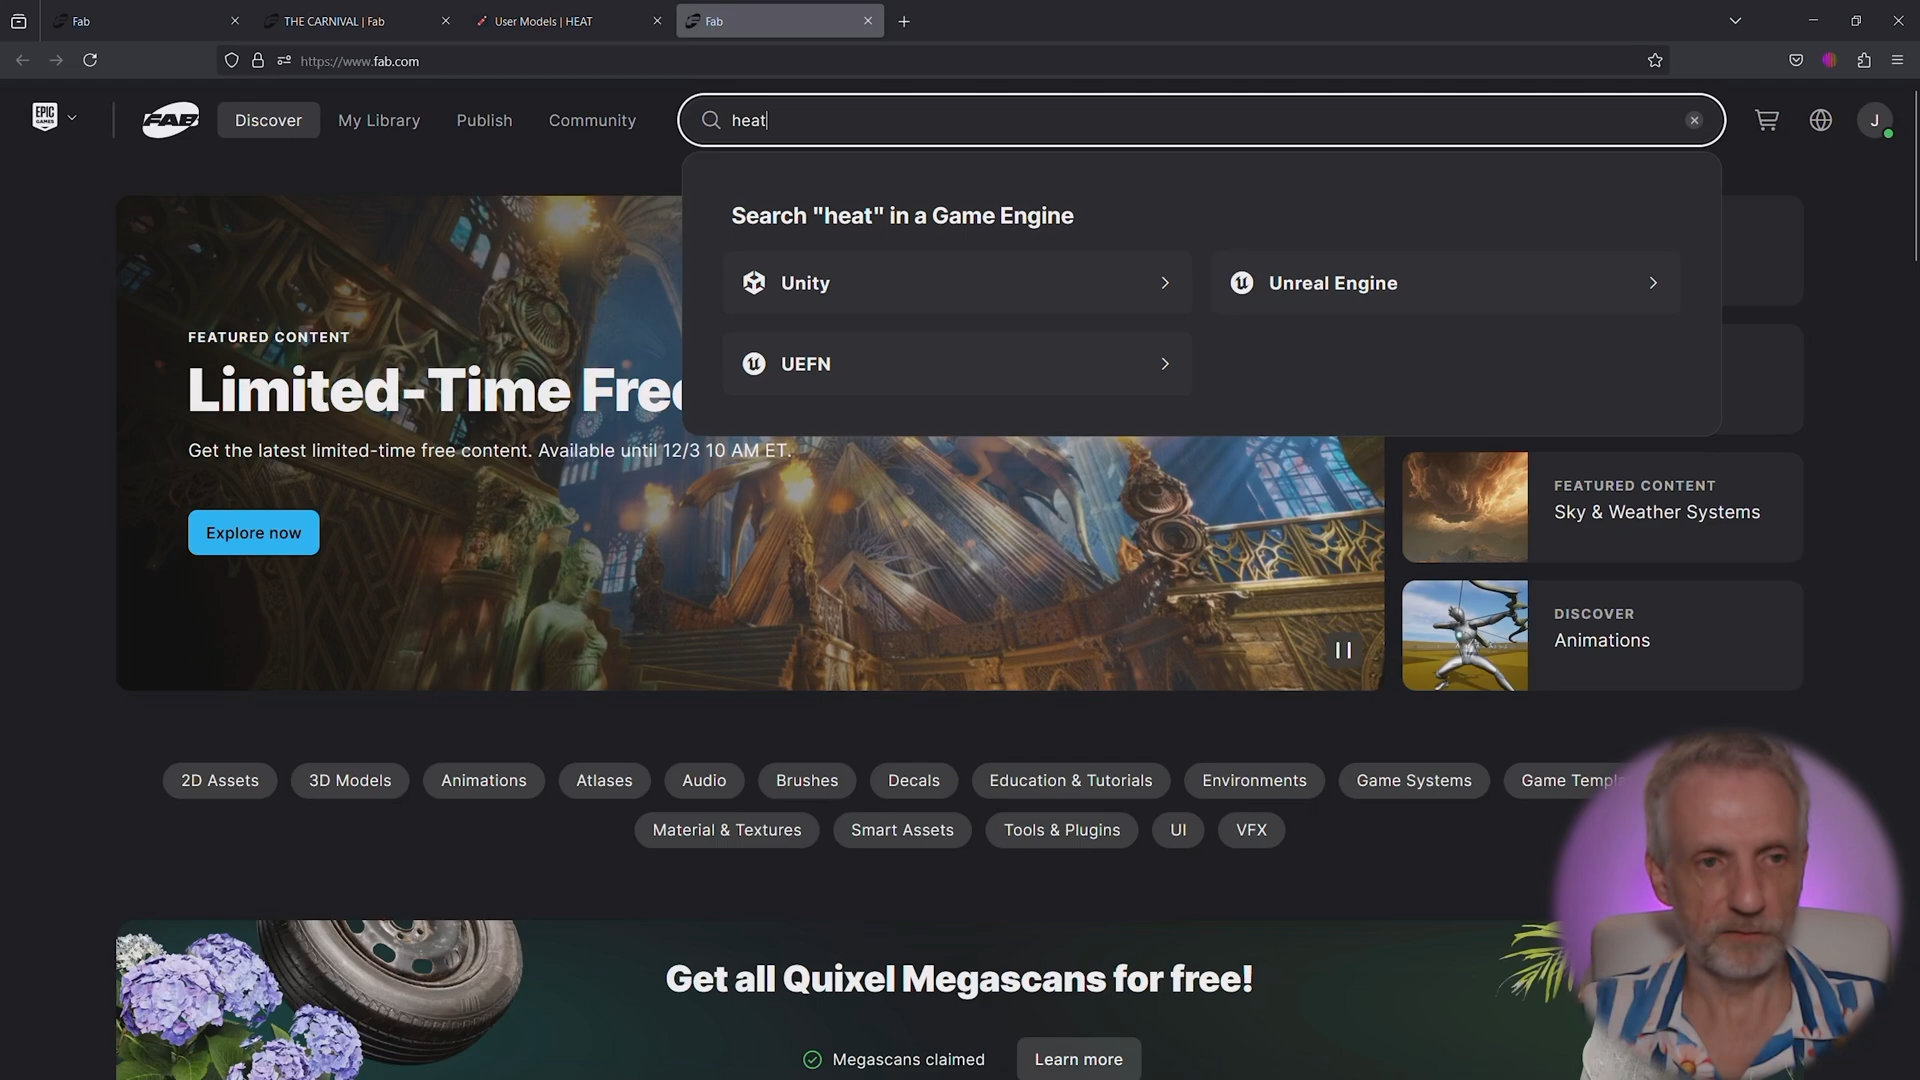 Fab
THE CARNIVAL | Fab
User Models | HEAT
Fab
https://www.fab.com
EPIC GAMES
FAB
Discover
My Library
Publish
Community
heat
J
Search "heat" in a Game Engine
Unity
Unreal Engine
UEFN
FEATURED CONTENT
Limited-Time Free
Get the latest limited-time free content. Available until 12/3 10 AM ET.
Explore now
FEATURED CONTENT
Sky & Weather Systems
DISCOVER
Animations
2D Assets
3D Models
Animations
Atlases
Audio
Brushes
Decals
Education & Tutorials
Environments
Game Systems
Game Templa
Material & Textures
Smart Assets
Tools & Plugins
UI
VFX
Get all Quixel Megascans for free!
Megascans claimed
Learn more